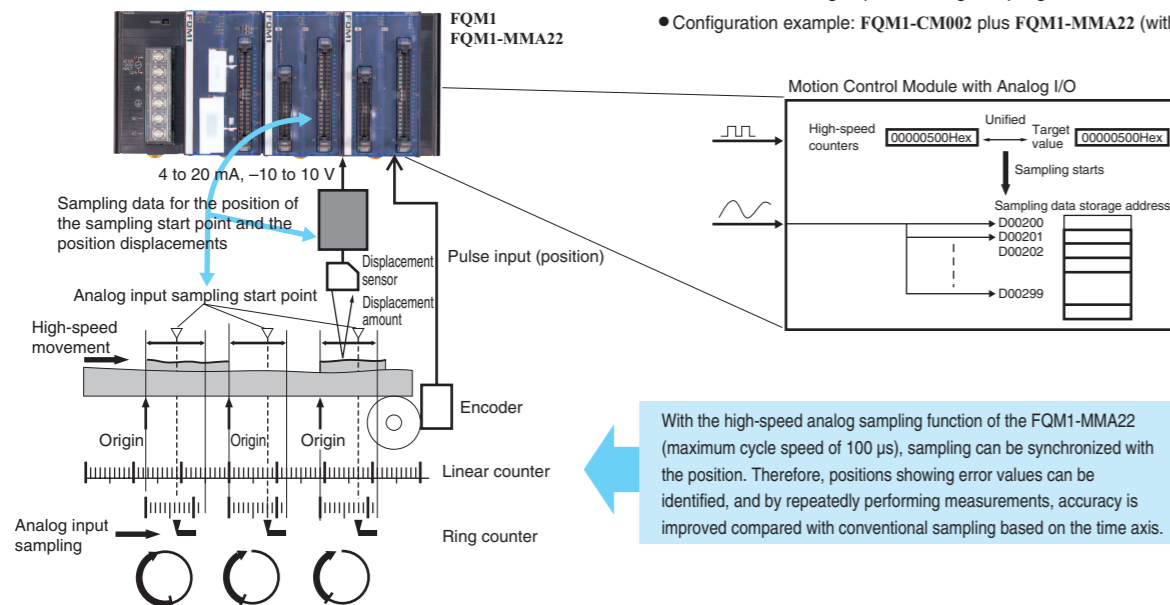 FQM1
FQM1-MMA22
● Configuration example: FQM1-CM002 plus FQM1-MMA22 (with
FQM1
FQM1
FQM1
4 to 20 mA, –10 to 10 V
Sampling data for the position of
the sampling start point and the
position displacements
Displacement
sensor
Displacement
amount
Pulse input (position)
Analog input sampling start point
High-speed
movement
Encoder
Origin
Origin
Origin
Linear counter
Analog input
sampling
Ring counter
Motion Control Module with Analog I/O
High-speed
counters
00000500Hex
Unified
Target
value
00000500Hex
Sampling starts
Sampling data storage address
D00200
D00201
D00202
D00299
With the high-speed analog sampling function of the FQM1-MMA22
(maximum cycle speed of 100 µs), sampling can be synchronized with
the position. Therefore, positions showing error values can be
identified, and by repeatedly performing measurements, accuracy is
improved compared with conventional sampling based on the time axis.